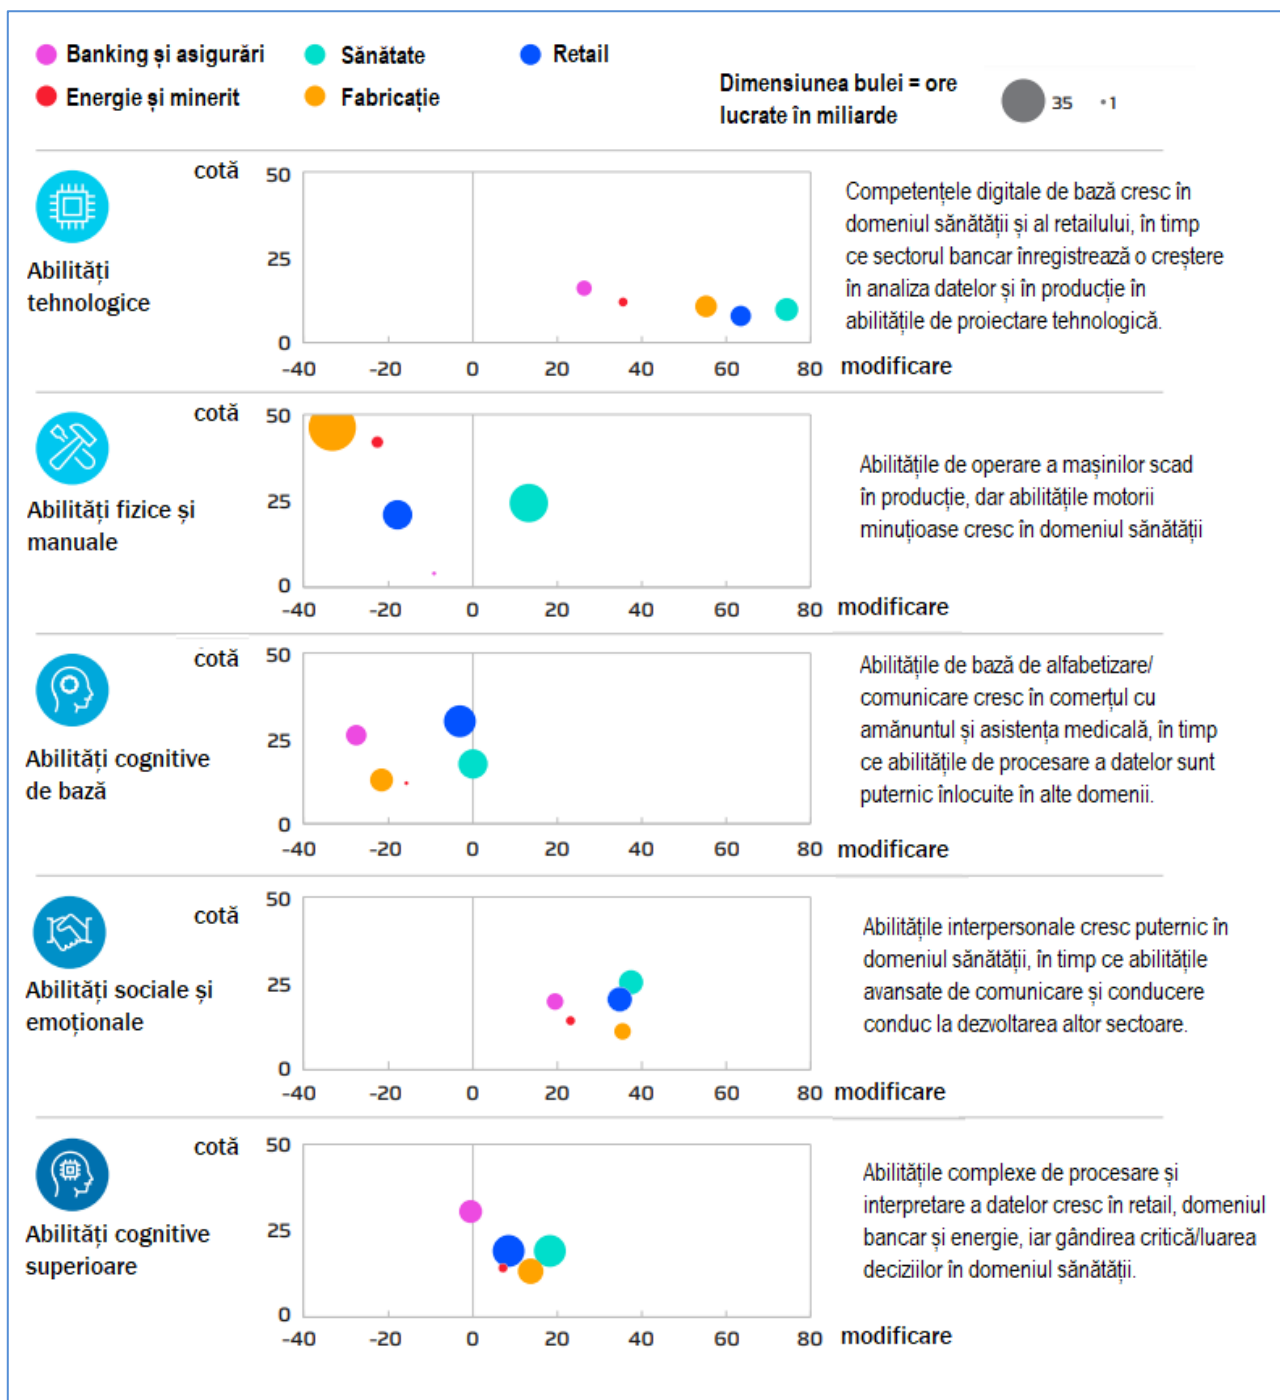 Banking și asigurări
Sănătate
Retail
Energie și minerit
Fabricație
Dimensiunea bulei = ore
lucrate în miliarde
35
1
cotă
50
25
0
-40 -20 0 20 40 60 80
modificare
Abilități
tehnologice
Competențele digitale de bază cresc în
domeniul sănătății și al retailului, în timp
ce sectorul bancar înregistrează o creștere
în analiza datelor și în producție în
abilitățile de proiectare tehnologică.
cotă
50
25
0
-40 -20 0 20 40 60 80
modificare
Abilități fizice și
manuale
Abilitățile de operare a mașinilor scad
în producție, dar abilitățile motorii
minuțioase cresc în domeniul sănătății
cotă
50
25
0
-40 -20 0 20 40 60 80
modificare
Abilități cognitive
de bază
Abilitățile de bază de alfabetizare/
comunicare cresc în comerțul cu
amănuntul și asistența medicală, în timp
ce abilitățile de procesare a datelor sunt
puternic înlocuite în alte domenii.
cotă
50
25
0
-40 -20 0 20 40 60 80
modificare
Abilități sociale și
emoționale
Abilitățile interpersonale cresc puternic în
domeniul sănătății, în timp ce abilitățile
avansate de comunicare și conducere
conduc la dezvoltarea altor sectoare.
cotă
50
25
0
-40 -20 0 20 40 60 80
modificare
Abilități cognitive
superioare
Abilitățile complexe de procesare și
interpretare a datelor cresc în retail, domeniul
bancar și energie, iar gândirea critică/luarea
deciziilor în domeniul sănătății.